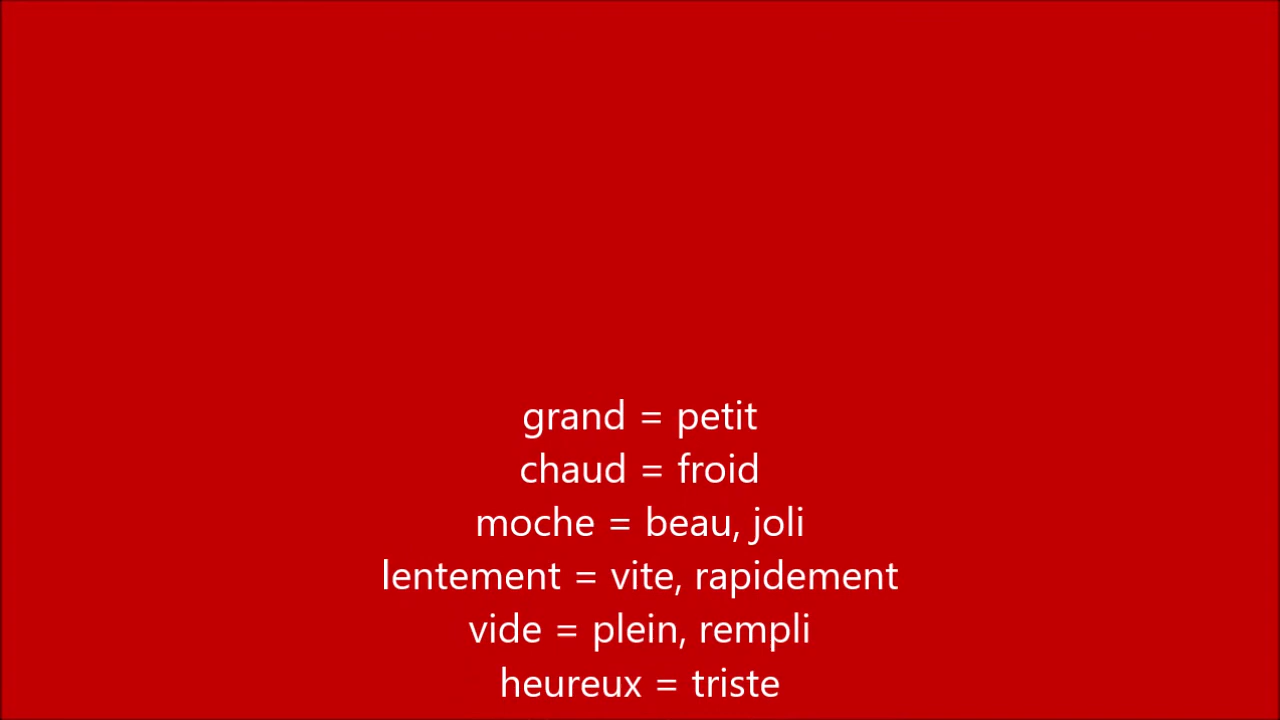 grand = petit
chaud = froid
moche = beau, joli
lentement = vite, rapidement
vide = plein, rempli
heureux = triste